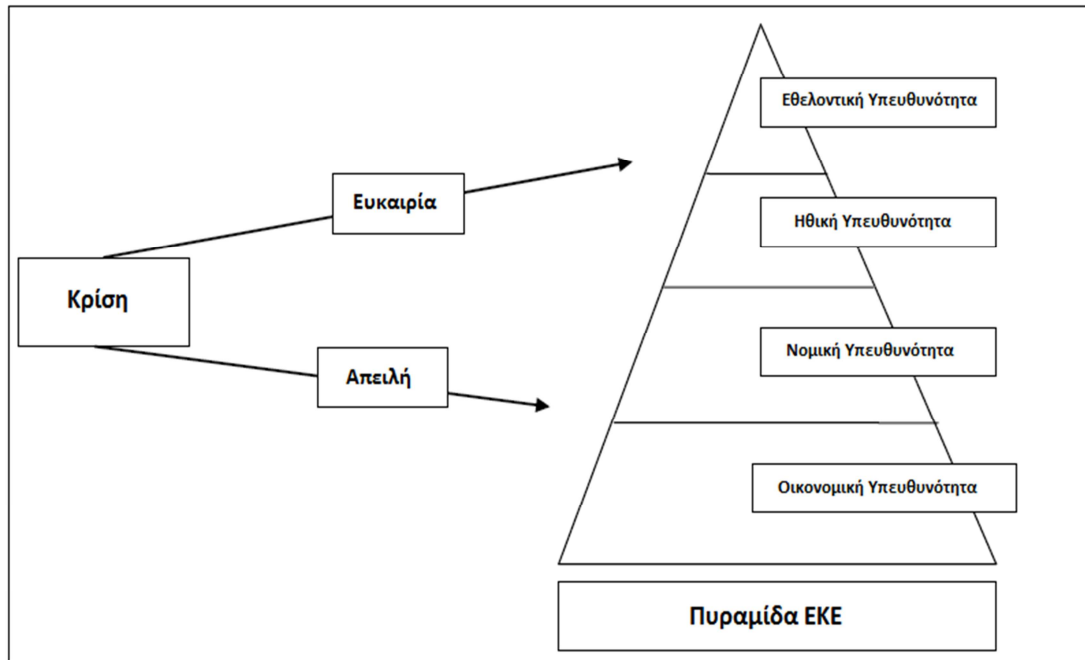 Εθελοντική Υπευθυνότητα
Ευκαιρία
Ηθική Υπευθυνότητα
Κρίση
Νομική Υπευθυνότητα
Απειλή
Οικονομική Υπευθυνότητα
Πυραμίδα ΕΚΕ